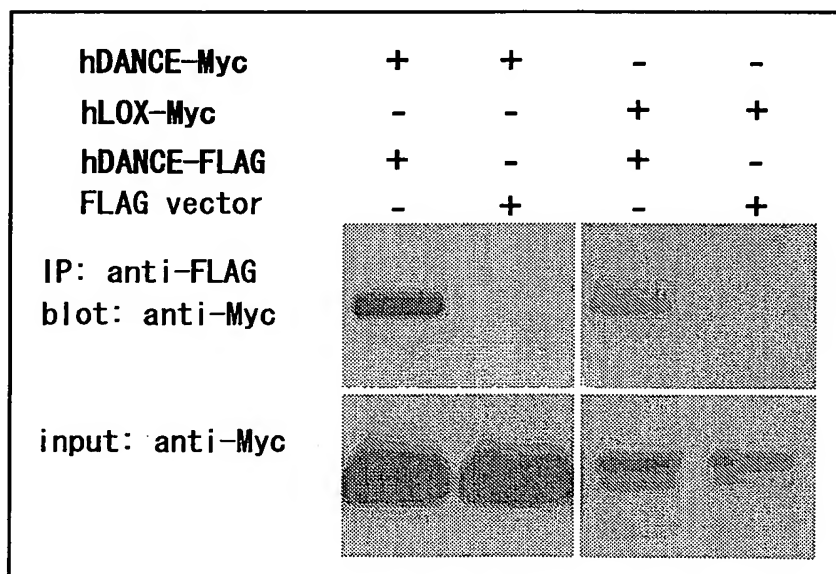 hDANCE-Myc + + - -
hLOX-Myc - - + +
hDANCE-FLAG + - + -
FLAG vector - + - +
IP: anti-FLAG
blot: anti-Myc
input: anti-Myc